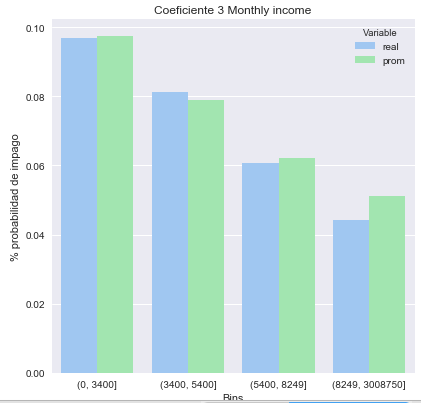 Coeficiente 3 Monthly income
Variable
real
prom
% probabilidad de impago
0.10
0.08
0.06
0.04
0.02
0.00
(0, 3400]
(3400, 5400]
(5400, 8249]
(8249, 3008750]
Bins